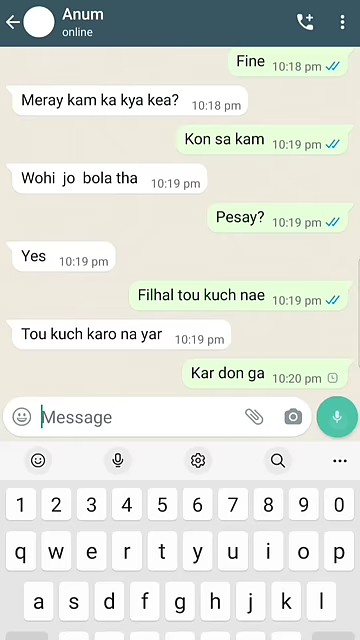 Anum
online
Fine 10:18 pm
Meray kam ka kya kea? 10:18 pm
Kon sa kam 10:19 pm
Wohi jo bola tha 10:19 pm
Pesay? 10:19 pm
Yes 10:19 pm
Filhal tou kuch nae 10:19 pm
Tou kuch karo na yar 10:19 pm
Kar don ga 10:20 pm
Message
1 2 3 4 5 6 7 8 9 0
q w e r t y u i o p
a s d f g h j k l